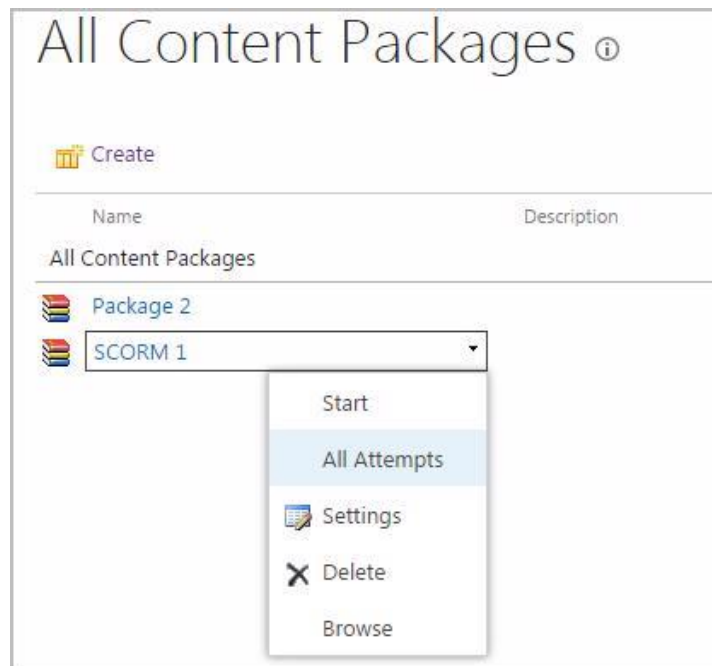 All Content Packages
Create
Name Description
All Content Packages
Package 2
SCORM 1
Start
All Attempts
Settings
Delete
Browse